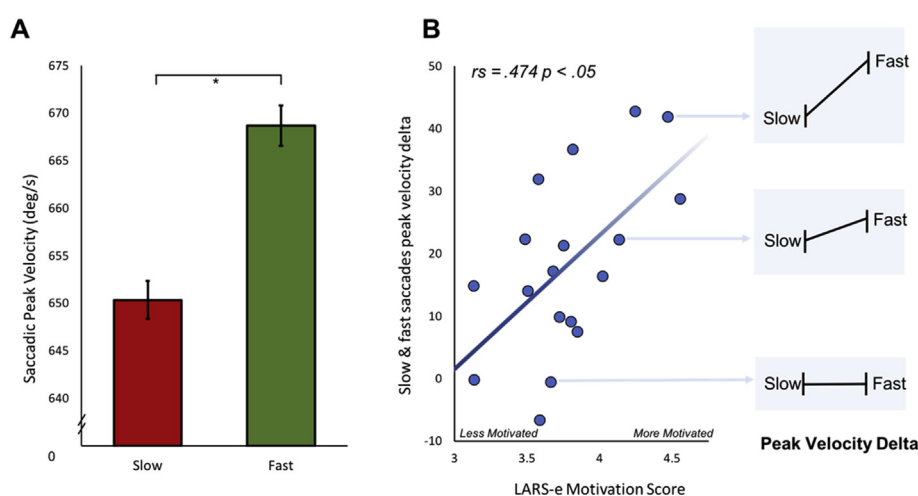 A
Saccadic Peak Velocity (deg/s)
675
670
665
660
655
650
645
640
0
*
Slow
Fast
B
Slow & fast saccades peak velocity delta
50
40
30
20
10
0
-10
rs = .474 p < .05
Less Motivated
More Motivated
3
3.5
4
4.5
LARS-e Motivation Score
Slow
Fast
Slow
Fast
Slow
Fast
Peak Velocity Delta